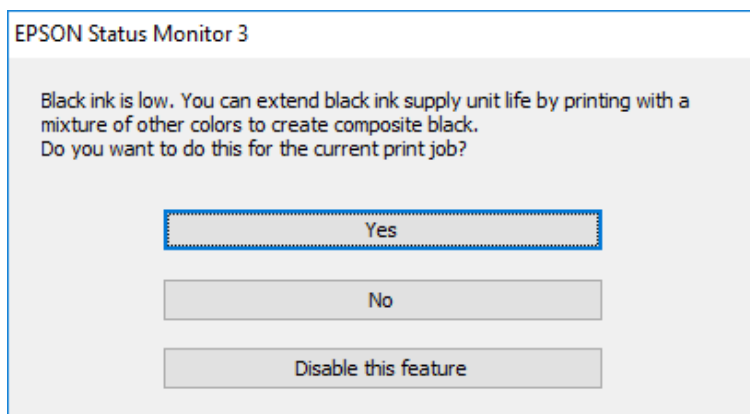 EPSON Status Monitor 3
Black ink is low. You can extend black ink supply unit life by printing with a
mixture of other colors to create composite black.
Do you want to do this for the current print job?
Yes
No
Disable this feature